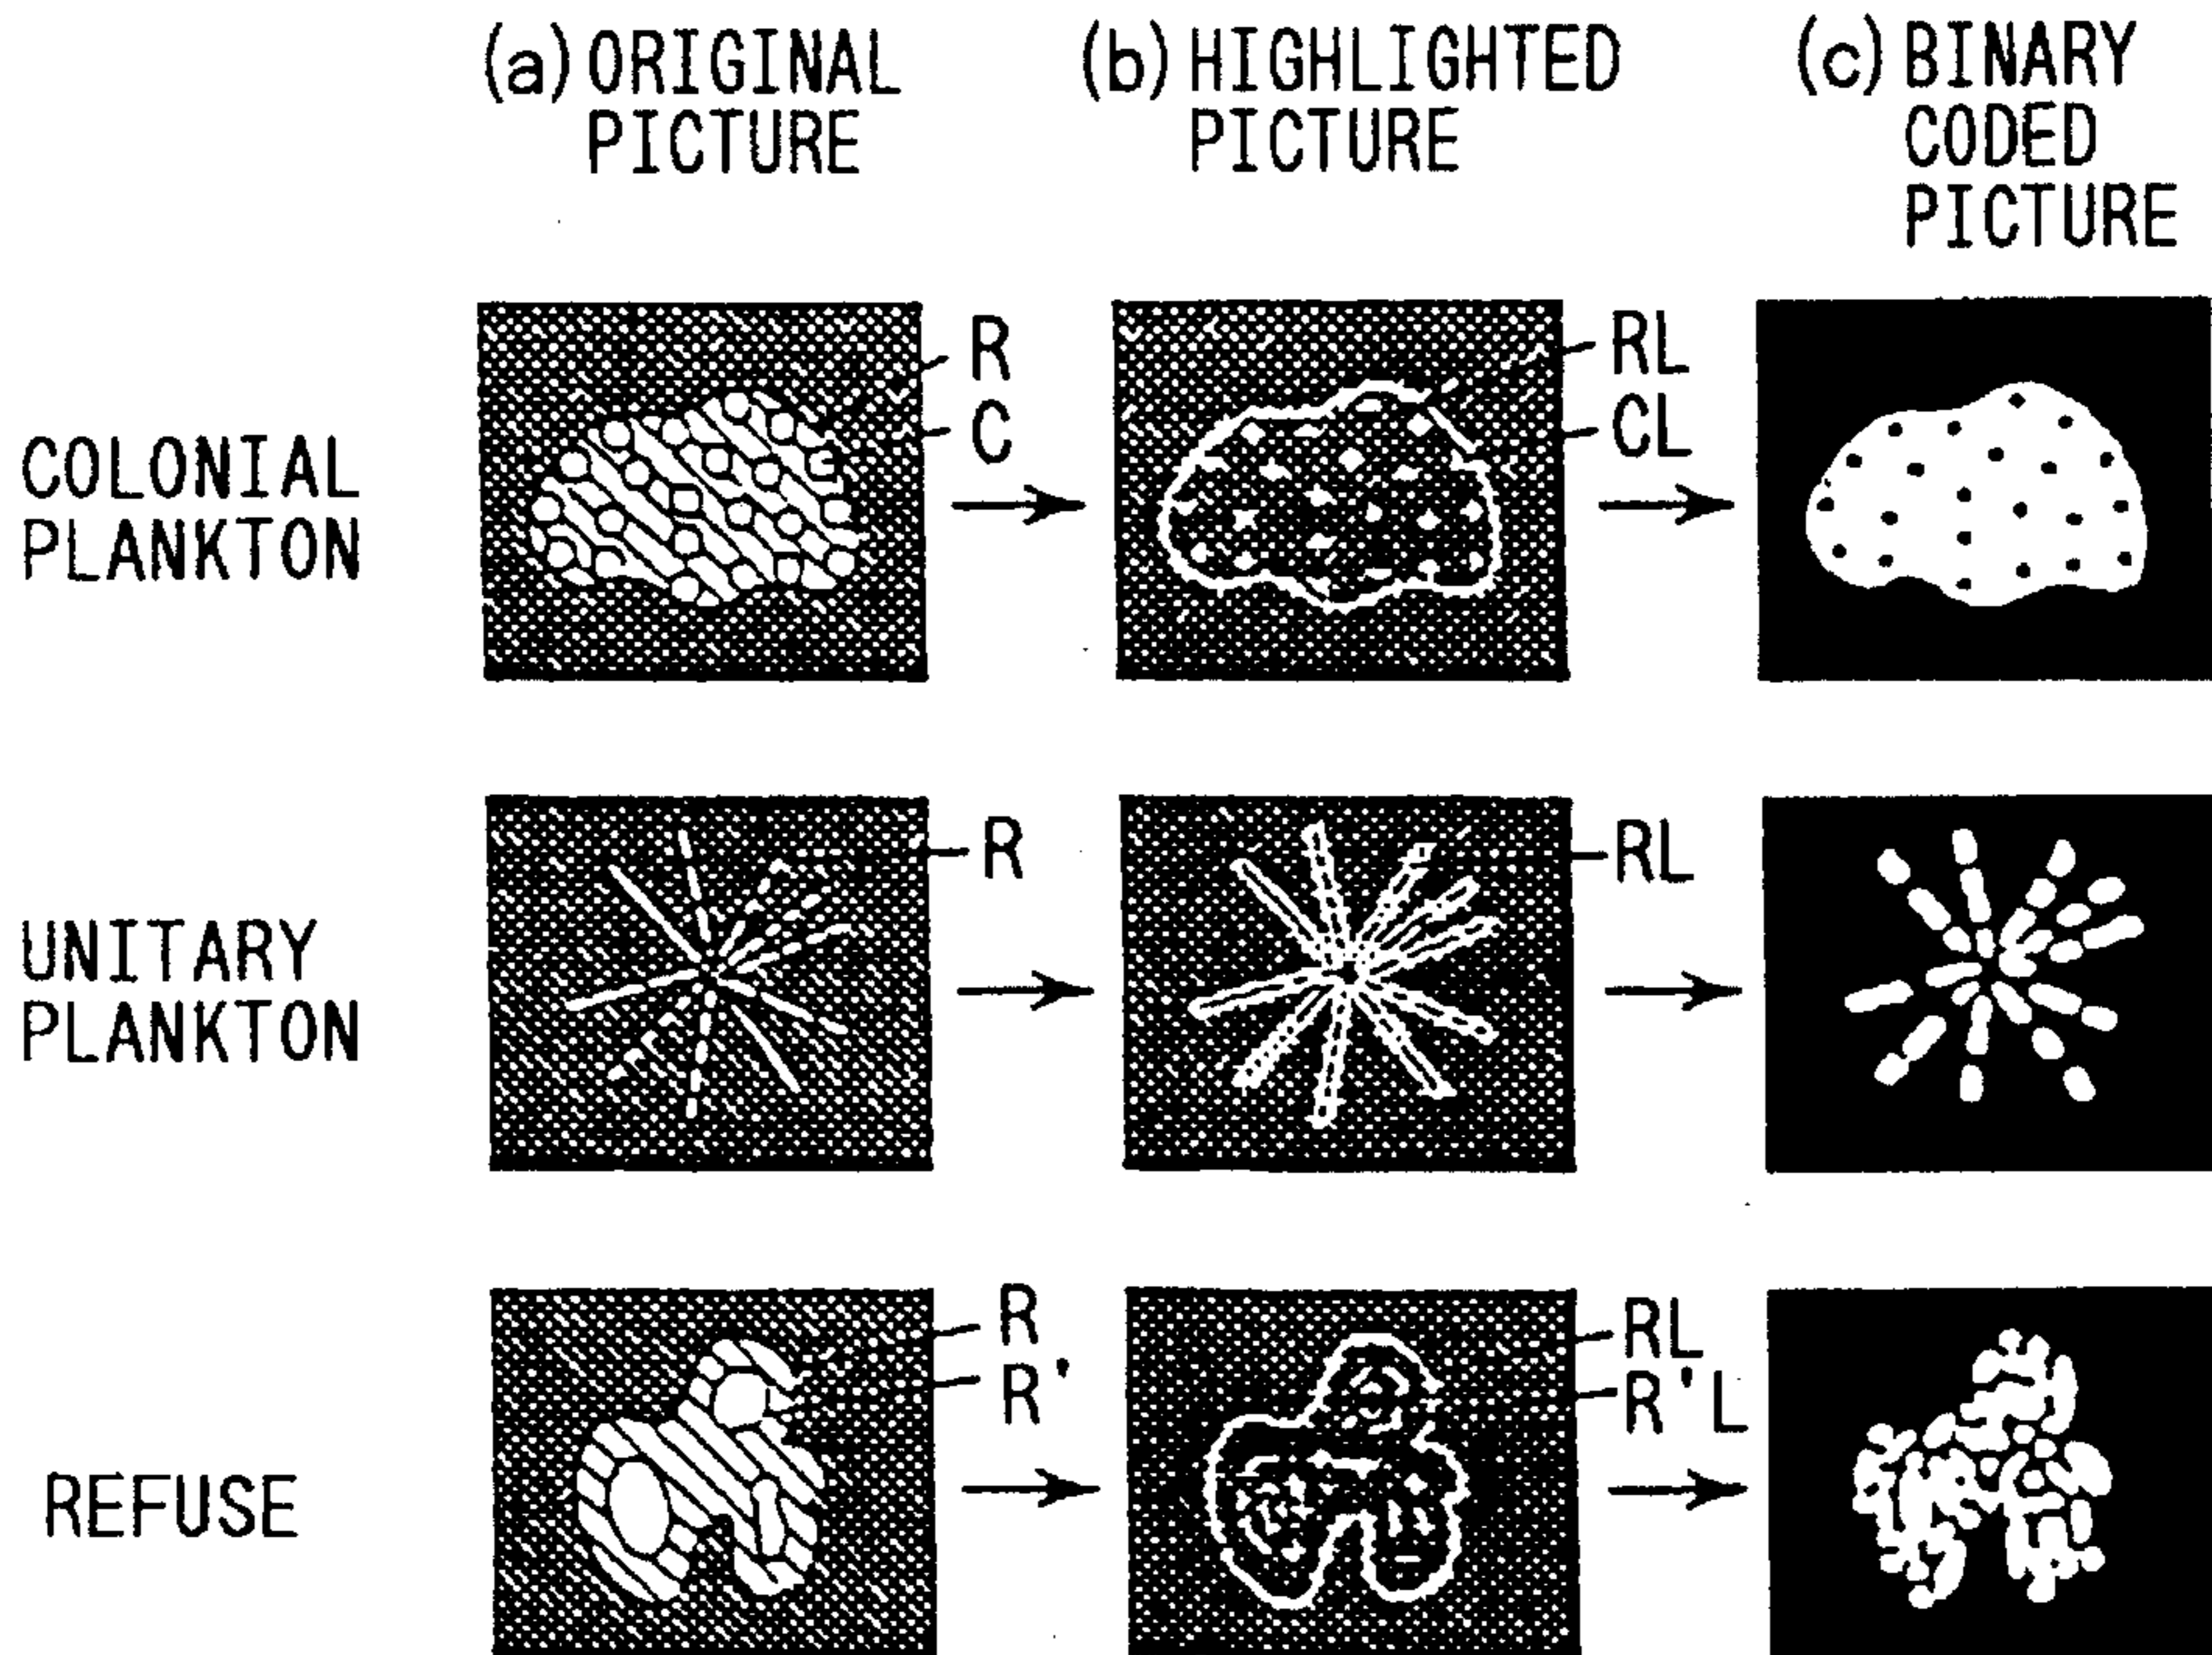 (a) ORIGINAL PICTURE
(b) HIGHLIGHTED PICTURE
(c) BINARY CODED PICTURE
COLONIAL PLANKTON
R
C
RL
CL
UNITARY PLANKTON
R
RL
REFUSE
R
R'
RL
R'L